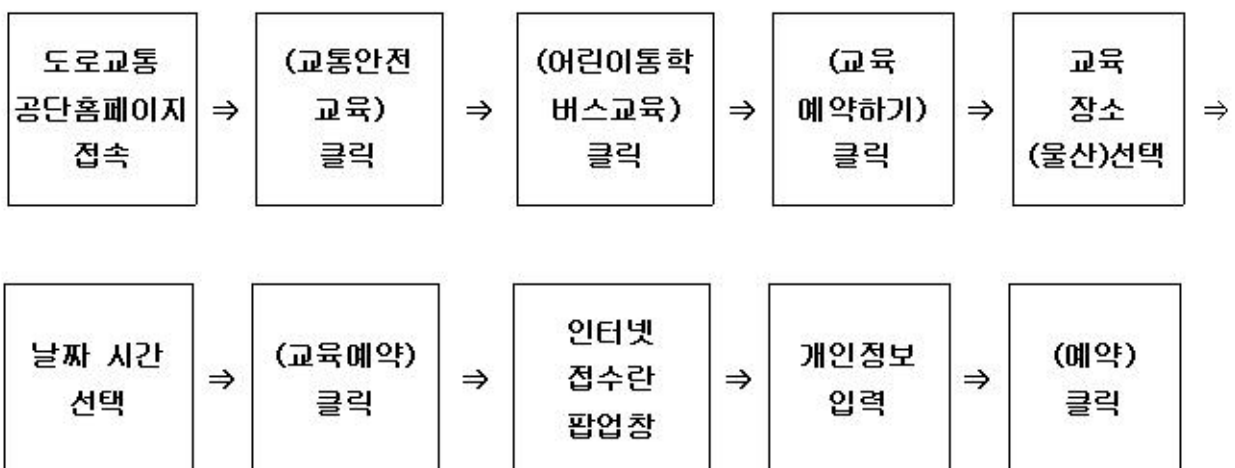 도로교통
공단홈페이지
접속
⇒
(교통안전
교육)
클릭
⇒
(어린이통학
버스교육)
클릭
⇒
(교육
예약하기)
클릭
⇒
교육
장소
(울산)선택
⇒
날짜 시간
선택
⇒
(교육예약)
클릭
⇒
인터넷
접수란
팝업창
⇒
개인정보
입력
⇒
(예약)
클릭